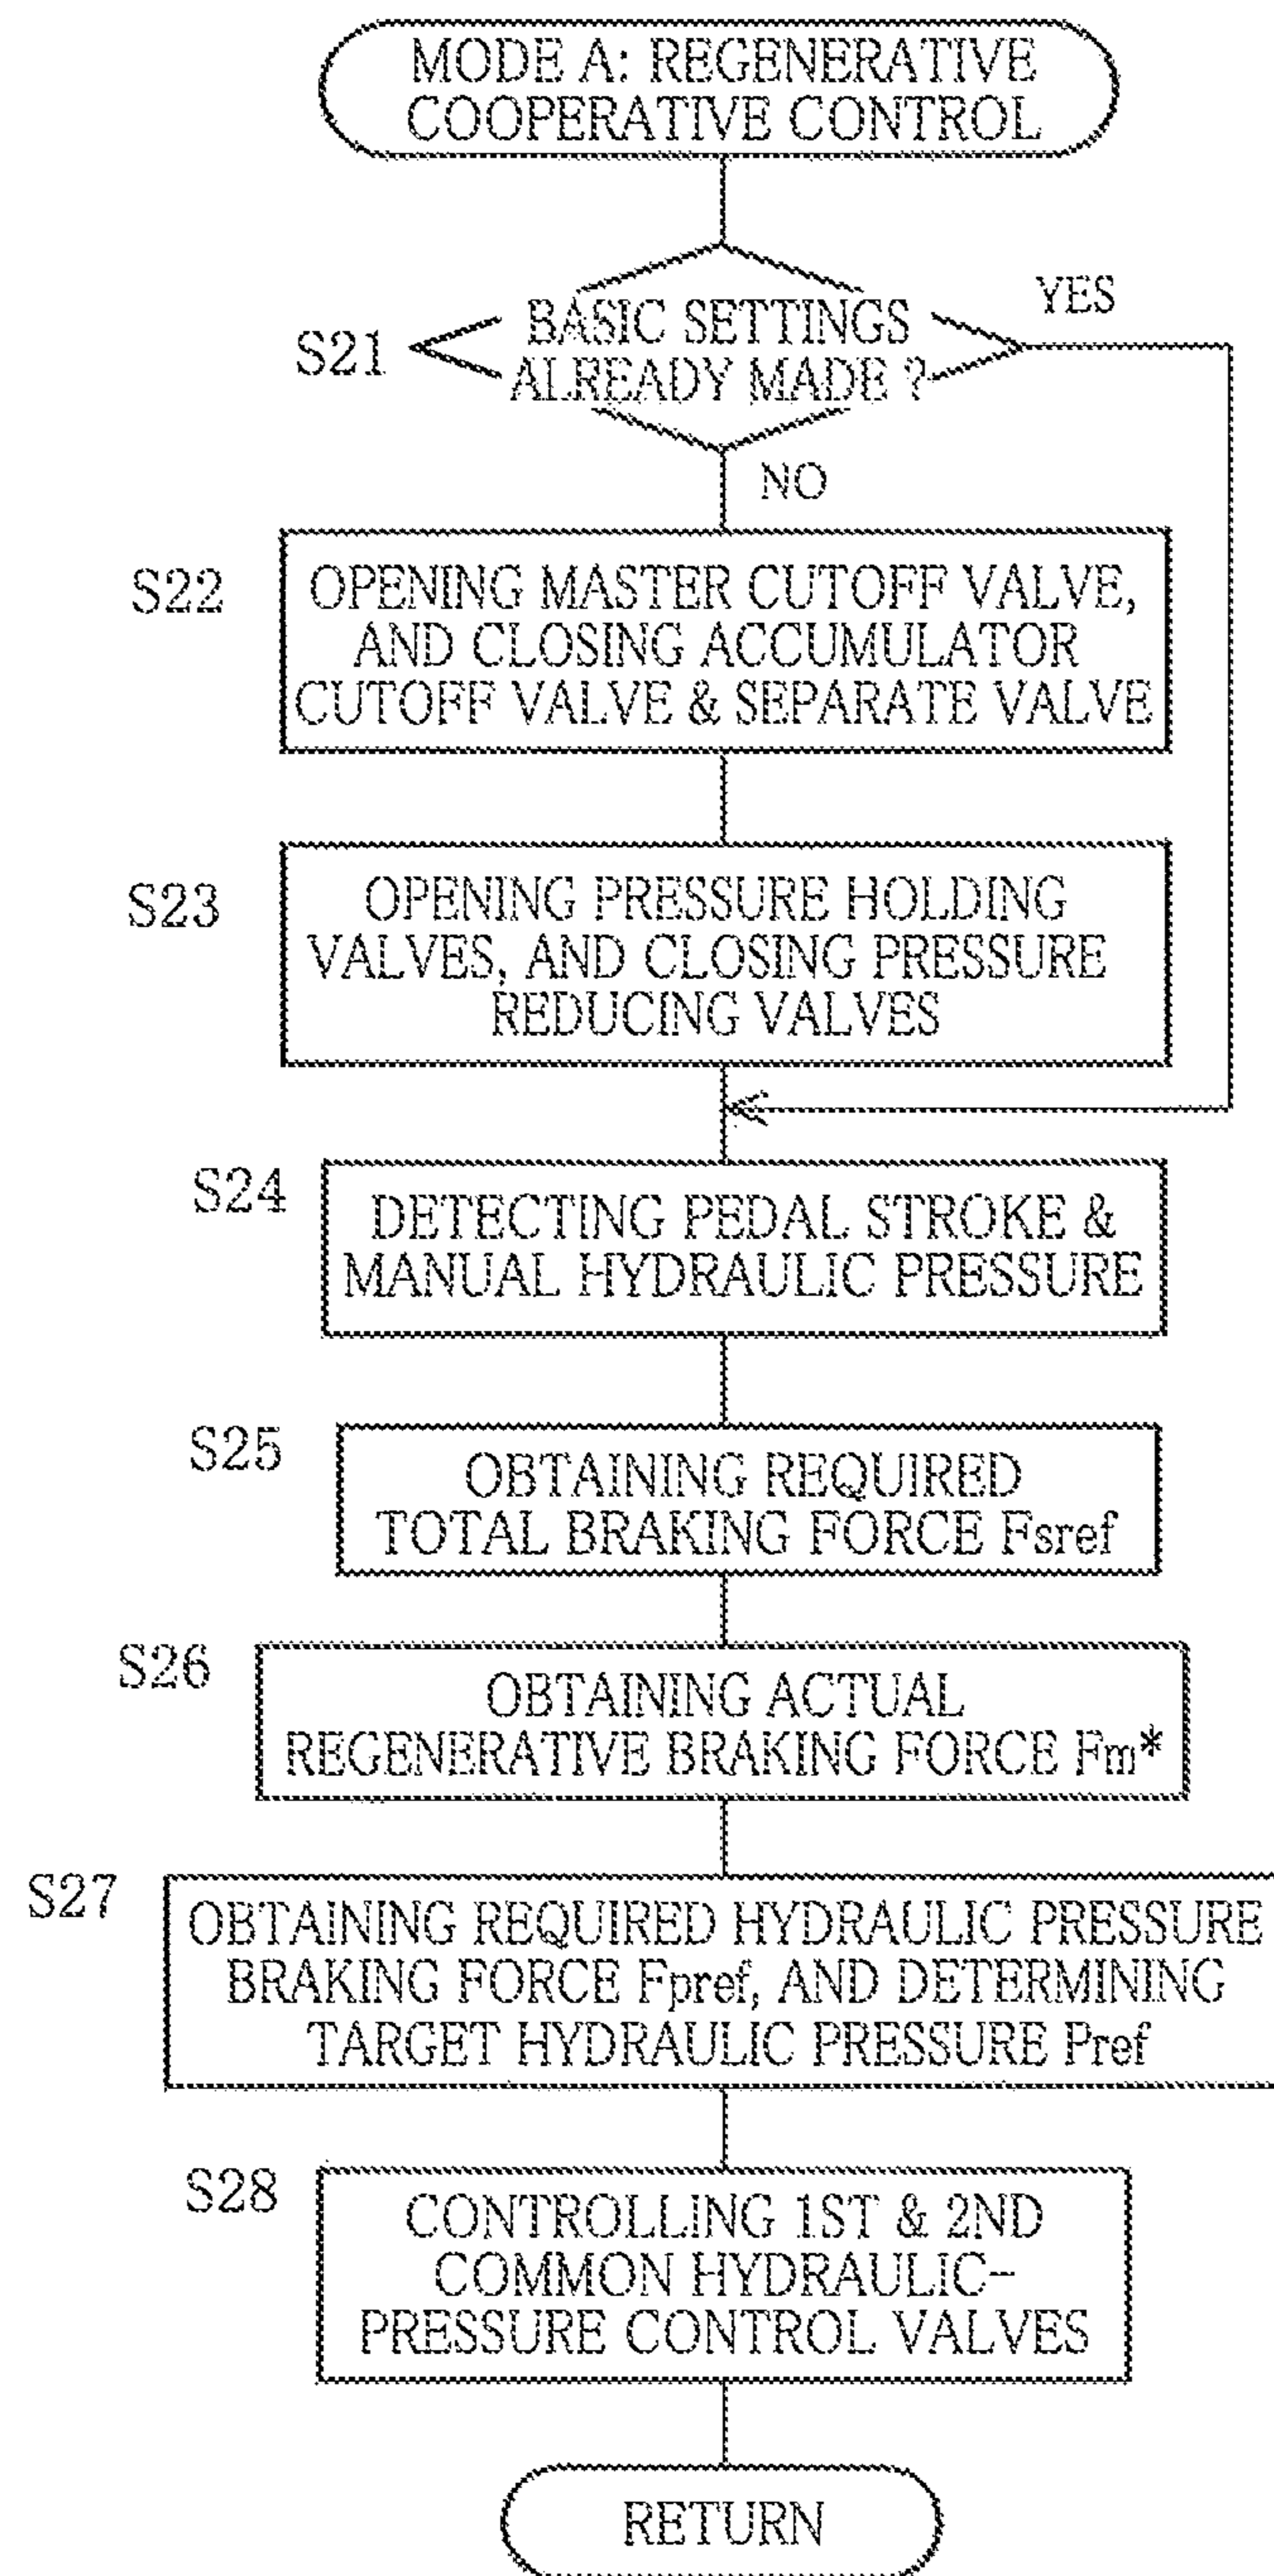 MODE A: REGENERATIVE
COOPERATIVE CONTROL
S21
BASIC SETTINGS
ALREADY MADE ?
YES
NO
S22
OPENING MASTER CUTOFF VALVE,
AND CLOSING ACCUMULATOR
CUTOFF VALVE & SEPARATE VALVE
S23
OPENING PRESSURE HOLDING
VALVES, AND CLOSING PRESSURE
REDUCING VALVES
S24
DETECTING PEDAL STROKE &
MANUAL HYDRAULIC PRESSURE
S25
OBTAINING REQUIRED
TOTAL BRAKING FORCE Fsref
S26
OBTAINING ACTUAL
REGENERATIVE BRAKING FORCE Fm*
S27
OBTAINING REQUIRED HYDRAULIC PRESSURE
BRAKING FORCE Fpref, AND DETERMINING
TARGET HYDRAULIC PRESSURE Pref
S28
CONTROLLING 1ST & 2ND
COMMON HYDRAULIC-
PRESSURE CONTROL VALVES
RETURN